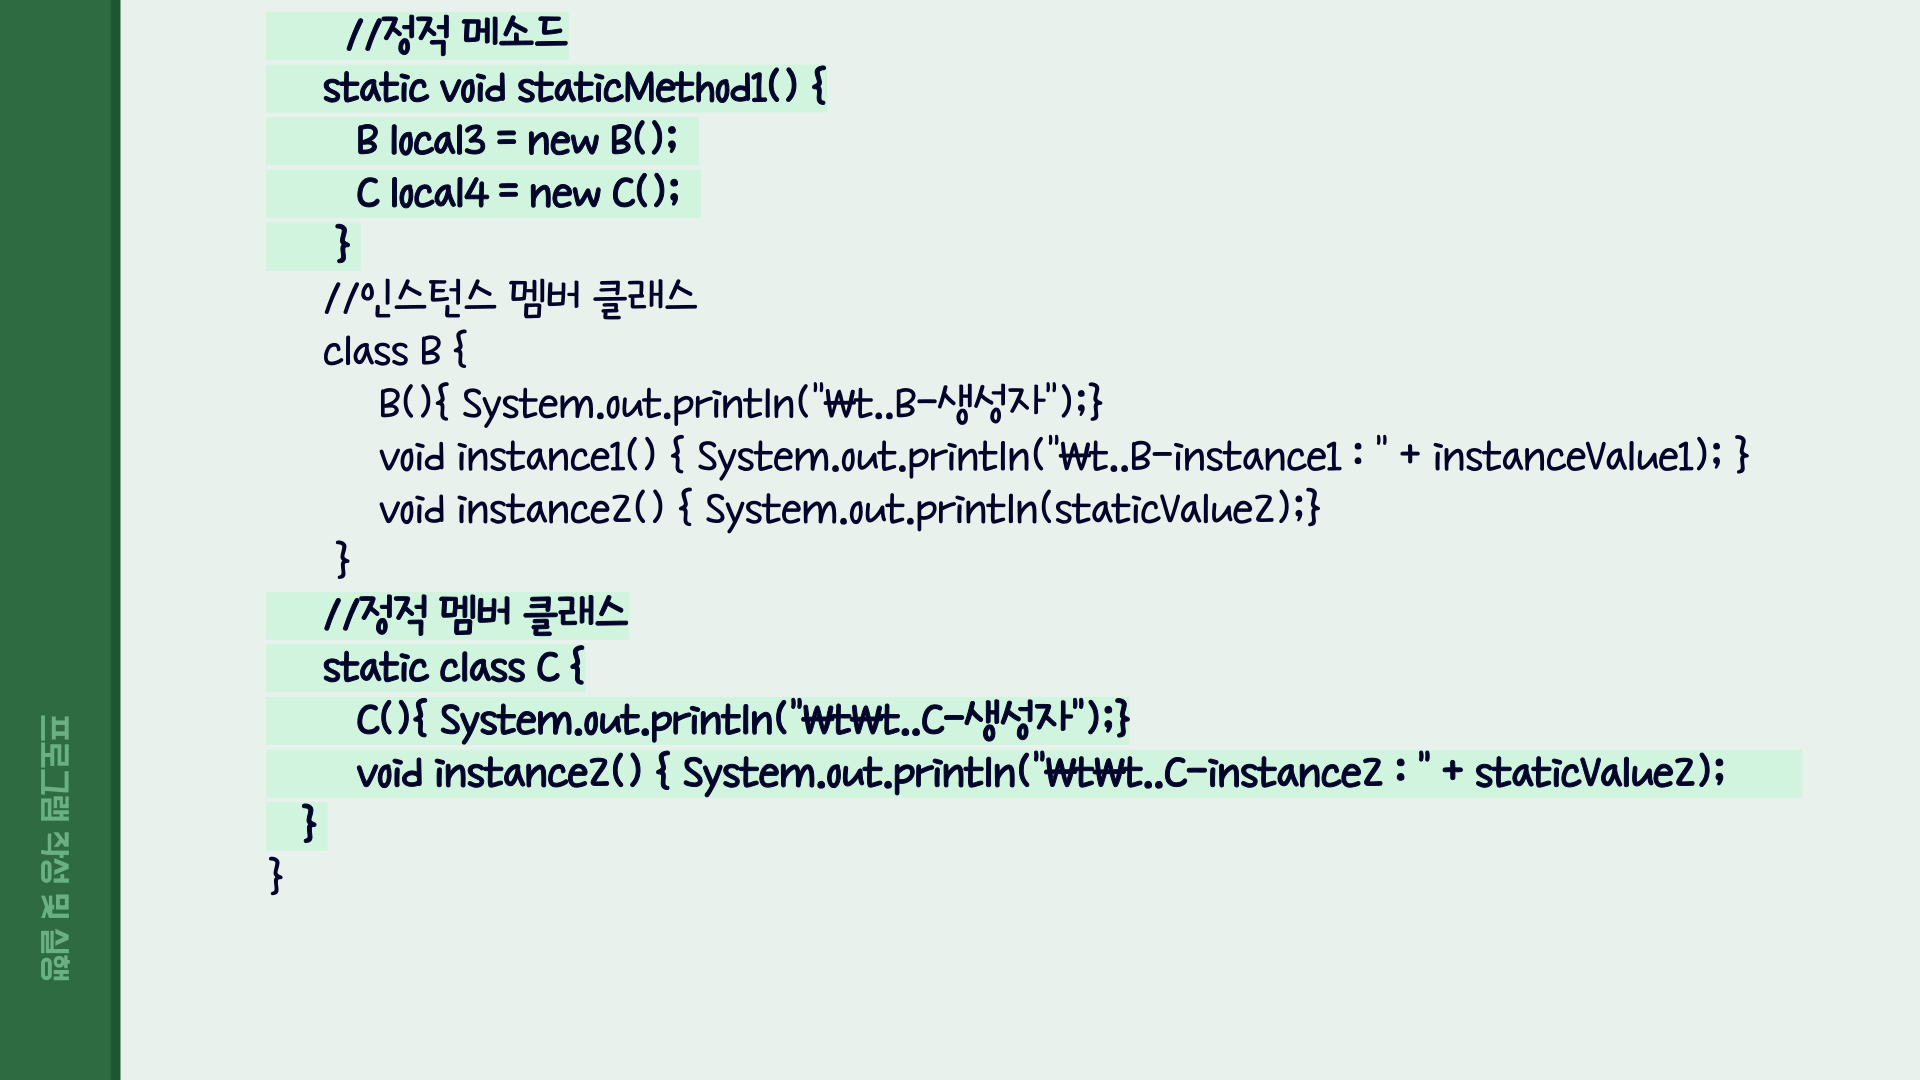 //정적 메소드
static void staticMethod1() {
B local3 = new B();
C local4 = new C();
}
//인스턴스 멤버 클래스
class B {
B(){ System.out.println("₩t..B-생성자");}
void instance1() { System.out.println("₩t..B-instance1 : " + instanceValue1); }
void instance2() { System.out.println(staticValue2);}
}
//정적 멤버 클래스
static class C {
C(){ System.out.println("₩t₩t..C-생성자");}
void instance2() { System.out.println("₩t₩t..C-instance2 : " + staticValue2);
}
}
프로그램 작성 및 실행